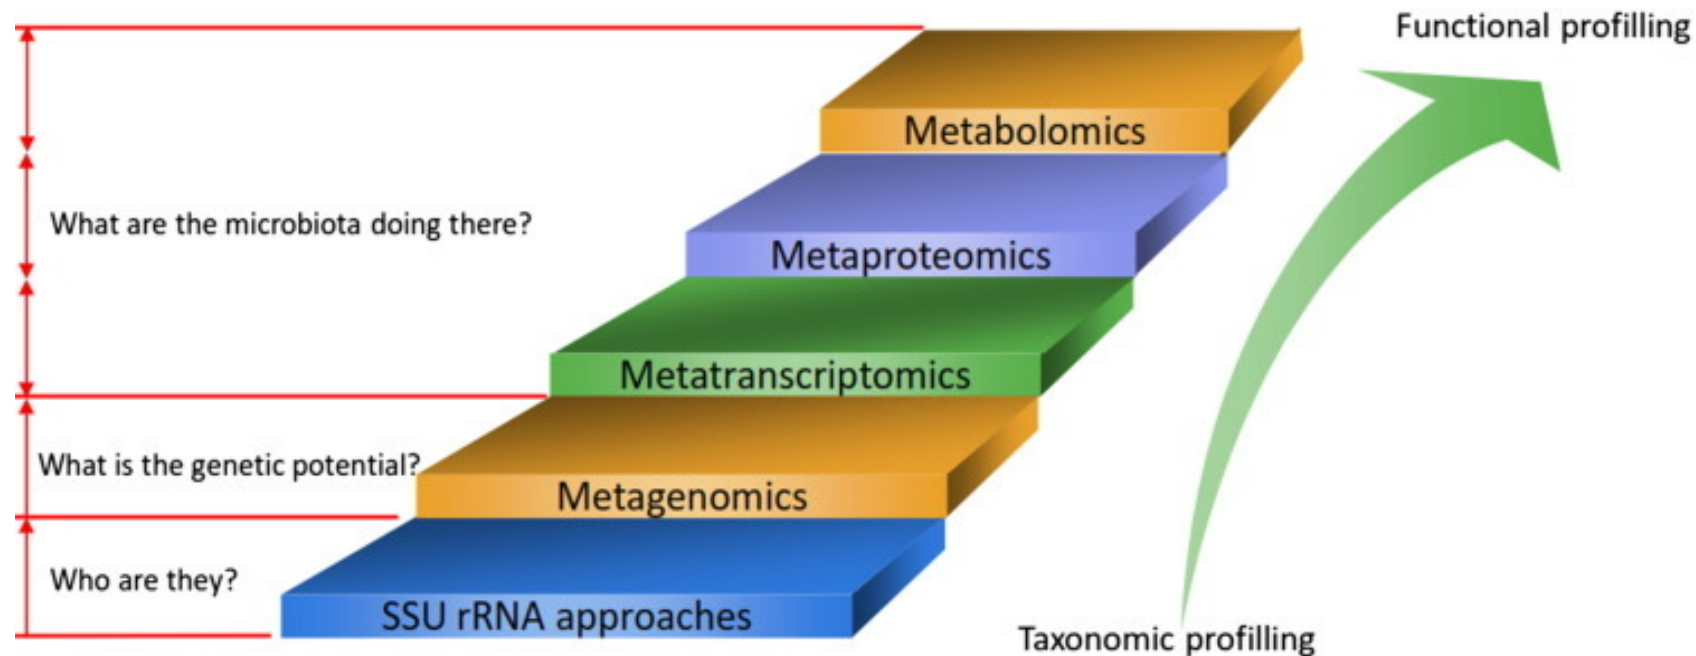 Functional profilling
Metabolomics
What are the microbiota doing there?
Metaproteomics
Metatranscriptomics
What is the genetic potential?
Metagenomics
Who are they?
SSU rRNA approaches
Taxonomic profilling